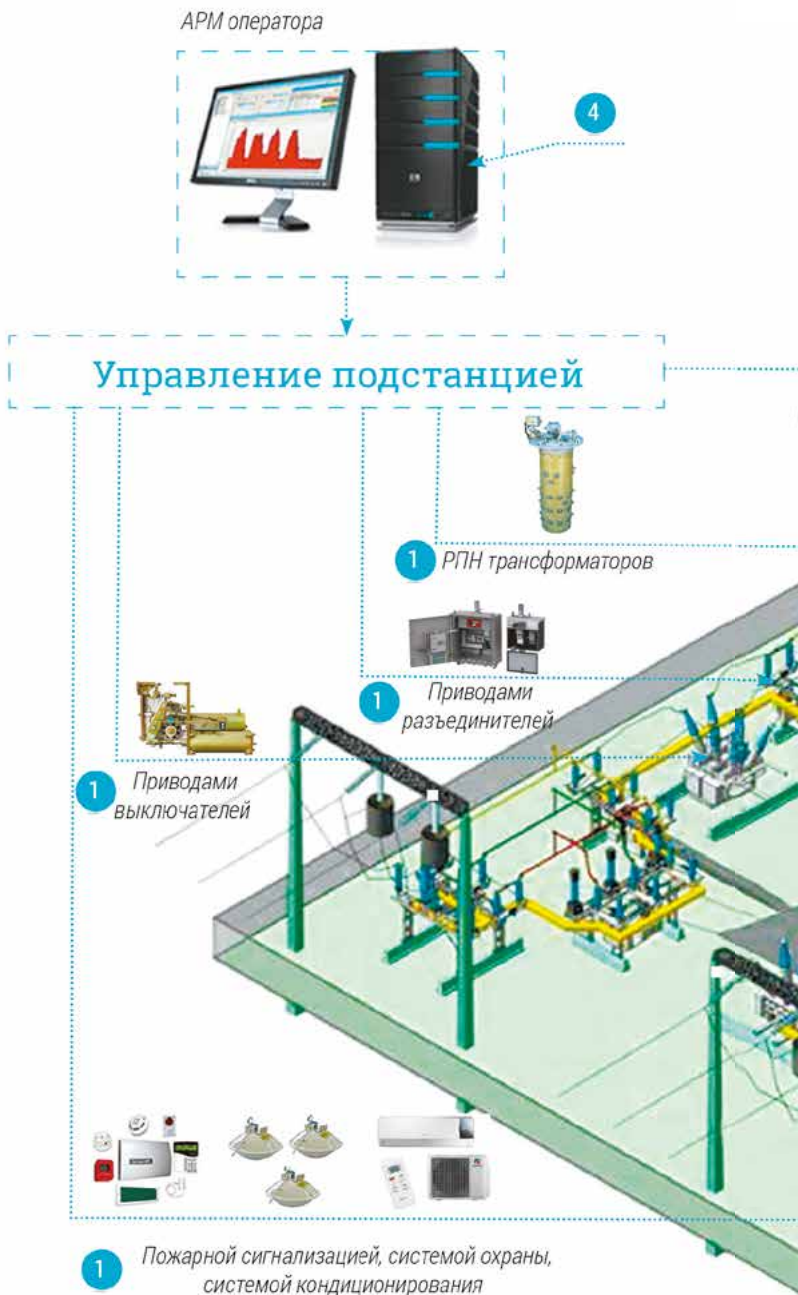 АРМ оператора
4
Управление подстанцией
1 РПН трансформаторов
1 Приводами
разъединителей
1 Приводами
выключателей
1 Пожарной сигнализацией, системой охраны,
системой кондиционирования